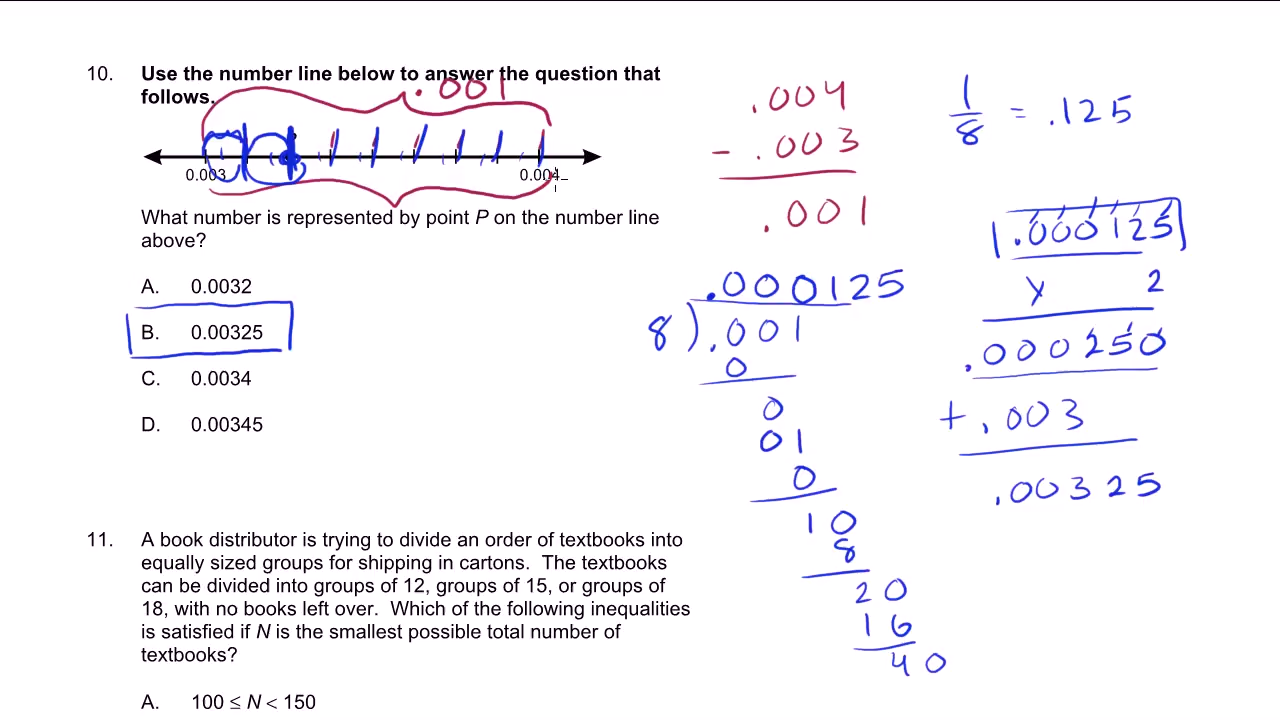 10. Use the number line below to answer the question that
follows.
.001
0.003 0.004
What number is represented by point P on the number line
above?
A. 0.0032
B. 0.00325
C. 0.0034
D. 0.00345
11. A book distributor is trying to divide an order of textbooks into
equally sized groups for shipping in cartons. The textbooks
can be divided into groups of 12, groups of 15, or groups of
18, with no books left over. Which of the following inequalities
is satisfied if N is the smallest possible total number of
textbooks?
A. 100 ≤ N < 150
.004
- .003
.001
.000125
8).001
0
0
01
0
10
8
20
16
40
1/8 = .125
.000125
x 2
.000250
+ .003
.00325